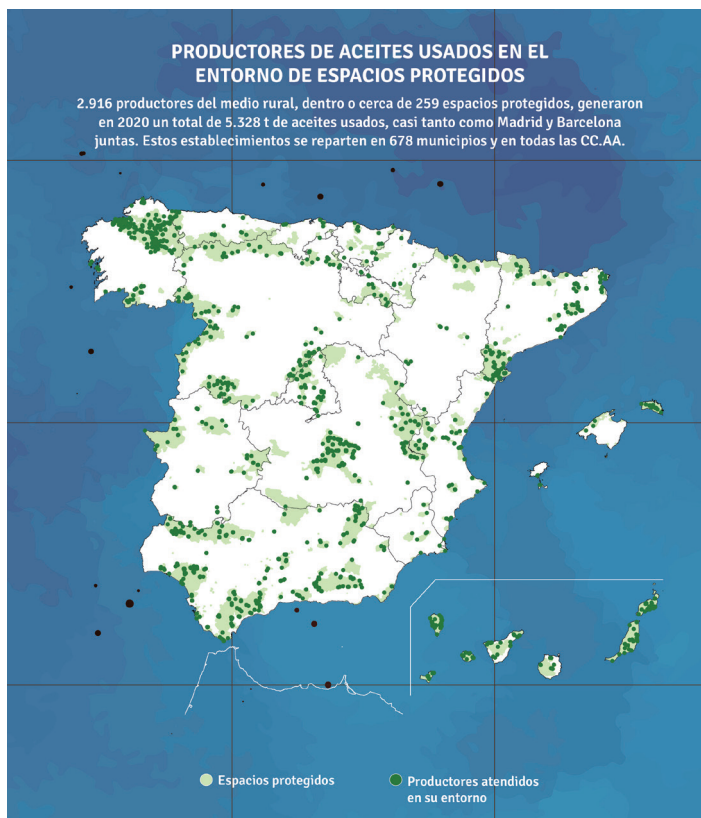 PRODUCTORES DE ACEITES USADOS EN EL
ENTORNO DE ESPACIOS PROTEGIDOS
2.916 productores del medio rural, dentro o cerca de 259 espacios protegidos, generaron
en 2020 un total de 5.328 t de aceites usados, casi tanto como Madrid y Barcelona
juntas. Estos establecimientos se reparten en 678 municipios y en todas las CC.AA.
Espacios protegidos
Productores atendidos
en su entorno